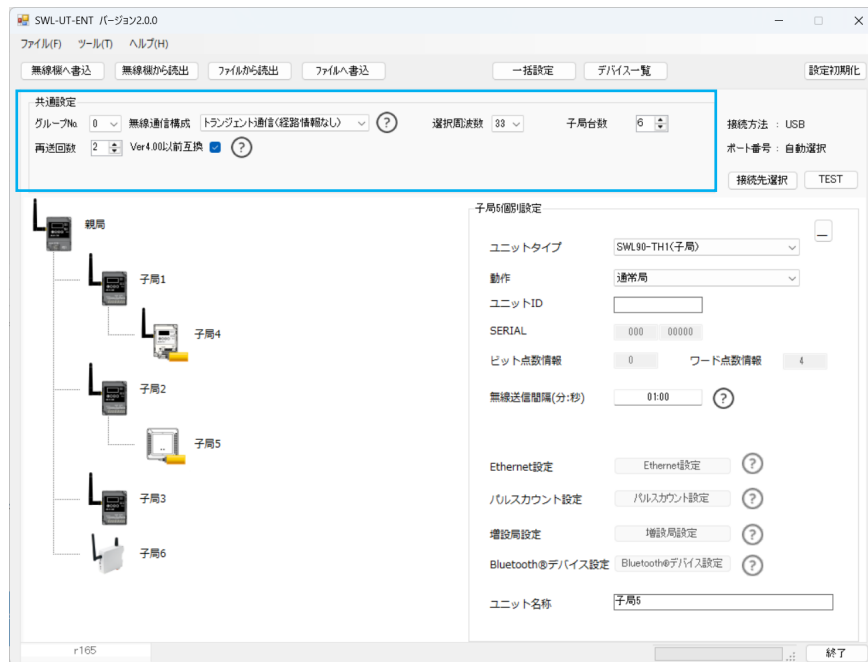 SWL-UT-ENT バージョン2.0.0
ファイル(F) ツール(T) ヘルプ(H)
無線機へ書込 無線機から読出 ファイルから読出 ファイルへ書込 一括設定 デバイス一覧 設定初期化
共通設定
グループNo. 0 無線通信構成 トランジェント通信(経路情報なし) ? 選択周波数 33 子局台数 6
再送回数 2 Ver4.00以前互換 ?
接続方法 : USB
ポート番号 : 自動選択
接続先選択 TEST
親局
子局1
子局4
子局2
子局5
子局3
子局6
子局5個別設定
ユニットタイプ SWL90-TH1(子局)
動作 通常局
ユニットID
SERIAL 000 00000
ビット点数情報 0 ワード点数情報 4
無線送信間隔(分:秒) 01:00 ?
Ethernet設定 Ethernet設定 ?
パルスカウント設定 パルスカウント設定 ?
増設局設定 増設局設定 ?
Bluetooth®デバイス設定 Bluetooth®デバイス設定 ?
ユニット名称 子局5
r165 終了